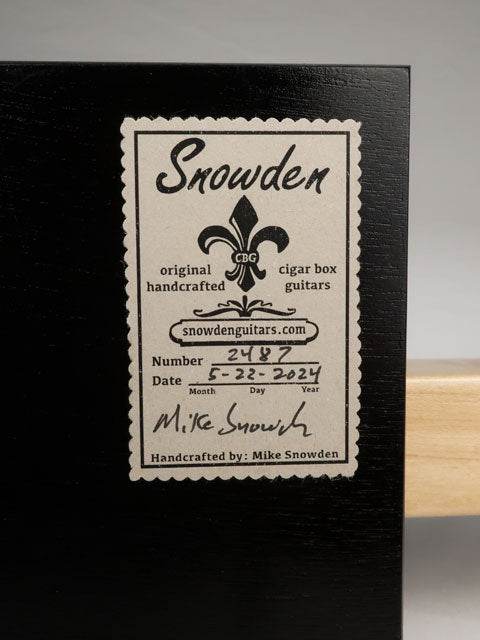 Snowden
CBG
original handcrafted
cigar box guitars
snowdenguitars.com
Number 2487
Date 5-22-2024
Month Day Year
Mike Snowden
Handcrafted by: Mike Snowden